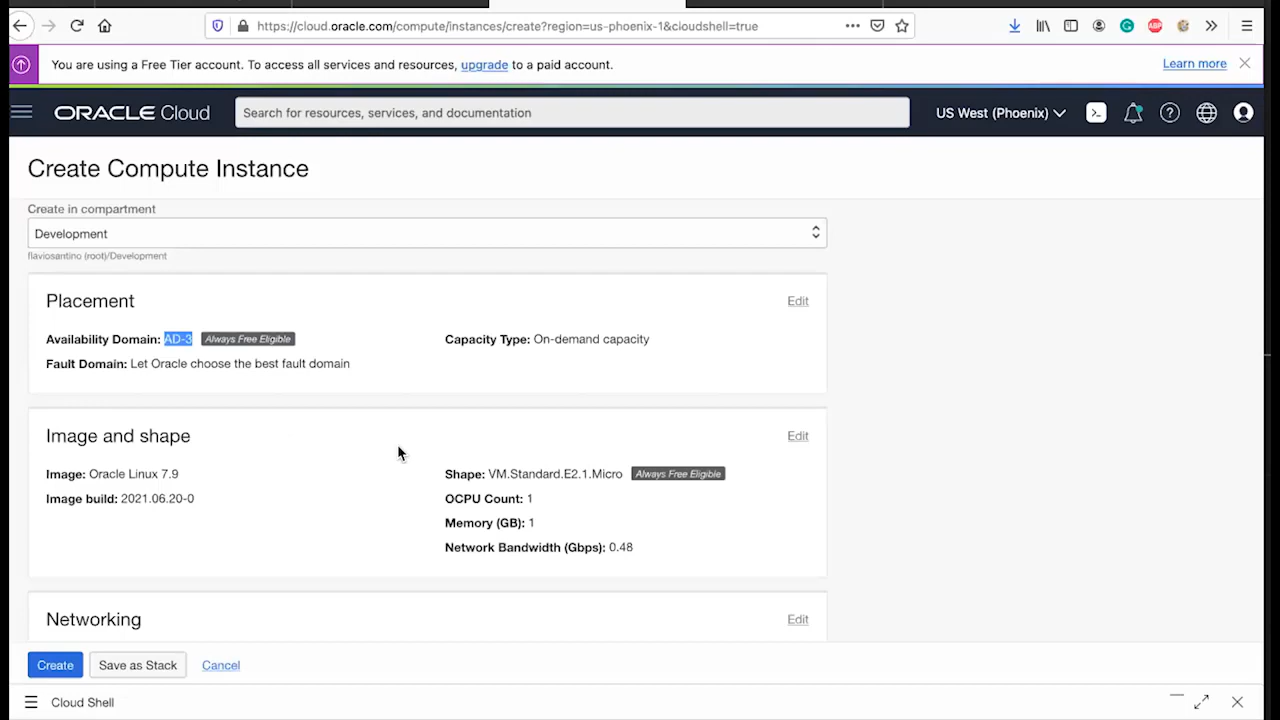 https://cloud.oracle.com/compute/instances/create?region=us-phoenix-1&cloudshell=true
You are using a Free Tier account. To access all services and resources, upgrade to a paid account.
Learn more
ORACLE Cloud
Search for resources, services, and documentation
US West (Phoenix)
Create Compute Instance
Create in compartment
Development
flaviosantino (root)/Development
Placement
Edit
Availability Domain: AD-3 Always Free Eligible
Capacity Type: On-demand capacity
Fault Domain: Let Oracle choose the best fault domain
Image and shape
Edit
Image: Oracle Linux 7.9
Shape: VM.Standard.E2.1.Micro Always Free Eligible
Image build: 2021.06.20-0
OCPU Count: 1
Memory (GB): 1
Network Bandwidth (Gbps): 0.48
Networking
Edit
Create
Save as Stack
Cancel
Cloud Shell